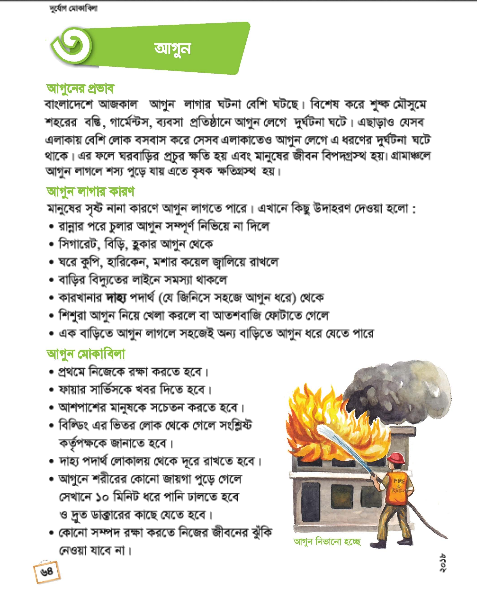 দুর্যোগ মোকাবিলা
৩ আগুন
আগুনের প্রভাব
বাংলাদেশে আজকাল আগুন লাগার ঘটনা বেশি ঘটছে। বিশেষ করে শুষ্ক মৌসুমে
শহরের বস্তি, গার্মেন্টস, ব্যবসা প্রতিষ্ঠানে আগুন লেগে দুর্ঘটনা ঘটে। এছাড়াও যেসব
এলাকায় বেশি লোক বসবাস করে সেসব এলাকাতেও আগুন লেগে এ ধরণের দুর্ঘটনা ঘটে
থাকে। এর ফলে ঘরবাড়ির প্রচুর ক্ষতি হয় এবং মানুষের জীবন বিপদগ্রস্থ হয়। গ্রামাঞ্চলে
আগুন লাগলে শস্য পুড়ে যায় এতে কৃষক ক্ষতিগ্রস্থ হয়।
আগুন লাগার কারণ
মানুষের সৃষ্ট নানা কারণে আগুন লাগতে পারে। এখানে কিছু উদাহরণ দেওয়া হলো :
• রান্নার পরে চুলার আগুন সম্পূর্ণ নিভিয়ে না দিলে
• সিগারেট, বিড়ি, হুকার আগুন থেকে
• ঘরে কুপি, হারিকেন, মশার কয়েল জ্বালিয়ে রাখলে
• বাড়ির বিদ্যুতের লাইনে সমস্যা থাকলে
• কারখানার দাহ্য পদার্থ (যে জিনিসে সহজে আগুন ধরে) থেকে
• শিশুরা আগুন নিয়ে খেলা করলে বা আতশবাজি ফোটাতে গেলে
• এক বাড়িতে আগুন লাগলে সহজেই অন্য বাড়িতে আগুন ধরে যেতে পারে
আগুন মোকাবিলা
• প্রথমে নিজেকে রক্ষা করতে হবে।
• ফায়ার সার্ভিসকে খবর দিতে হবে।
• আশপাশের মানুষকে সচেতন করতে হবে।
• বিল্ডিং এর ভিতর লোক থেকে গেলে সংশ্লিষ্ট
কর্তৃপক্ষকে জানাতে হবে।
• দাহ্য পদার্থ লোকালয় থেকে দূরে রাখতে হবে।
• আগুনে শরীরের কোনো জায়গা পুড়ে গেলে
সেখানে ১০ মিনিট ধরে পানি ঢালতে হবে
ও দ্রুত ডাক্তারের কাছে যেতে হবে।
• কোনো সম্পদ রক্ষা করতে নিজের জীবনের ঝুঁকি
নেওয়া যাবে না।
আগুন নিভানো হচ্ছে
৬৪
২০১৮